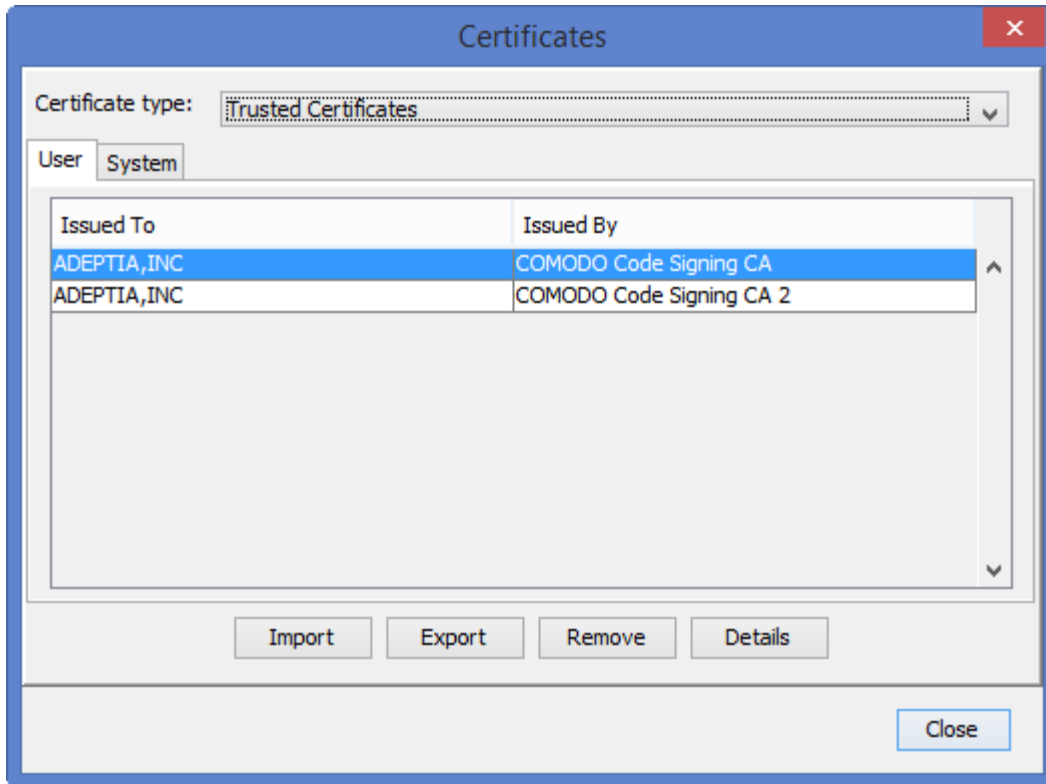 Certificates
Certificate type: Trusted Certificates
User System
Issued To Issued By
ADEPTIA,INC COMODO Code Signing CA
ADEPTIA,INC COMODO Code Signing CA 2
Import Export Remove Details
Close